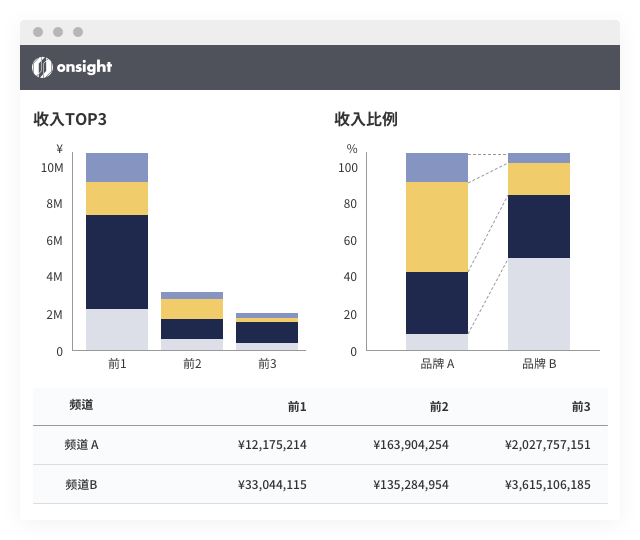 onsight
收入TOP3
收入比例
¥
10M
8M
6M
4M
2M
0
前1
前2
前3
%
100
80
60
40
20
0
品牌 A
品牌 B
频道 前1 前2 前3
频道 A ¥12,175,214 ¥163,904,254 ¥2,027,757,151
频道B ¥33,044,115 ¥135,284,954 ¥3,615,106,185